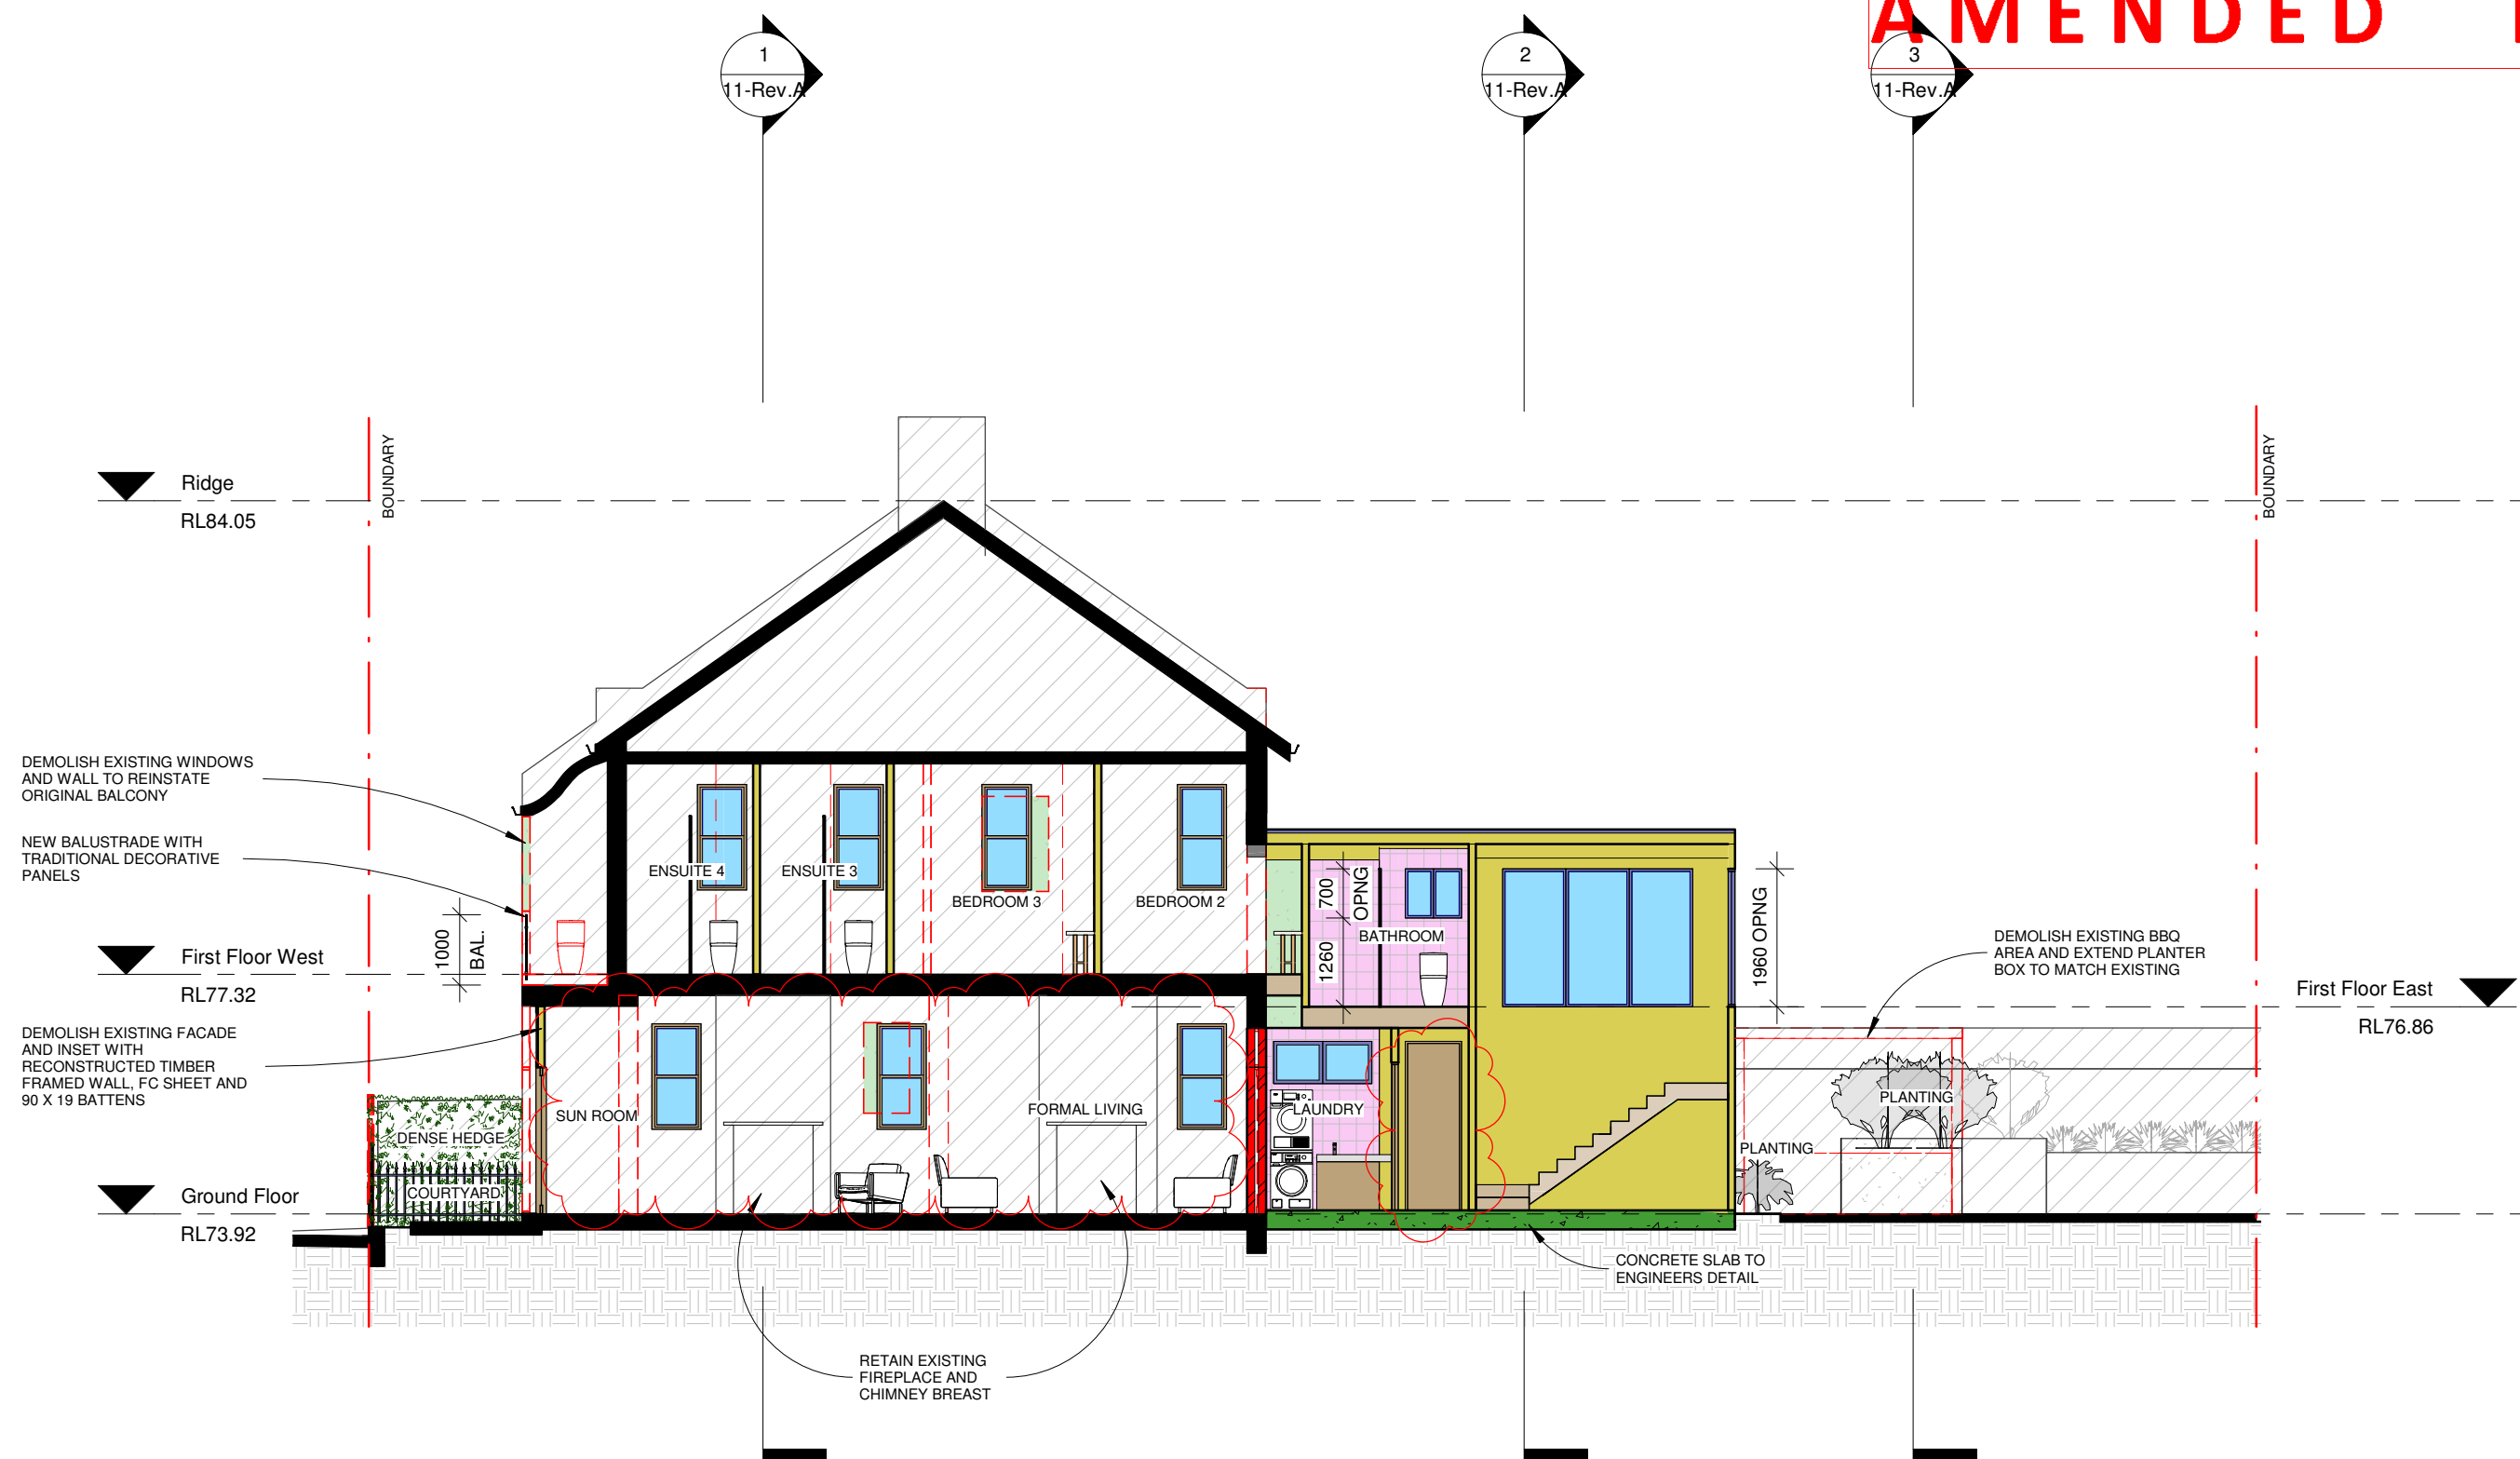 AMENDED
1
11-Rev.A
2
11-Rev.A
3
11-Rev.A
BOUNDARY
BOUNDARY
Ridge
RL84.05
DEMOLISH EXISTING WINDOWS
AND WALL TO REINSTATE
ORIGINAL BALCONY
NEW BALUSTRADE WITH
TRADITIONAL DECORATIVE
PANELS
1000
BAL.
First Floor West
RL77.32
DEMOLISH EXISTING FACADE
AND INSET WITH
RECONSTRUCTED TIMBER
FRAMED WALL, FC SHEET AND
90 X 19 BATTENS
DENSE HEDGE
COURTYARD
Ground Floor
RL73.92
ENSUITE 4
ENSUITE 3
BEDROOM 3
BEDROOM 2
700
OPNG
1260
BATHROOM
1960 OPNG
SUN ROOM
FORMAL LIVING
LAUNDRY
DEMOLISH EXISTING BBQ
AREA AND EXTEND PLANTER
BOX TO MATCH EXISTING
First Floor East
RL76.86
PLANTING
PLANTING
CONCRETE SLAB TO
ENGINEERS DETAIL
RETAIN EXISTING
FIREPLACE AND
CHIMNEY BREAST